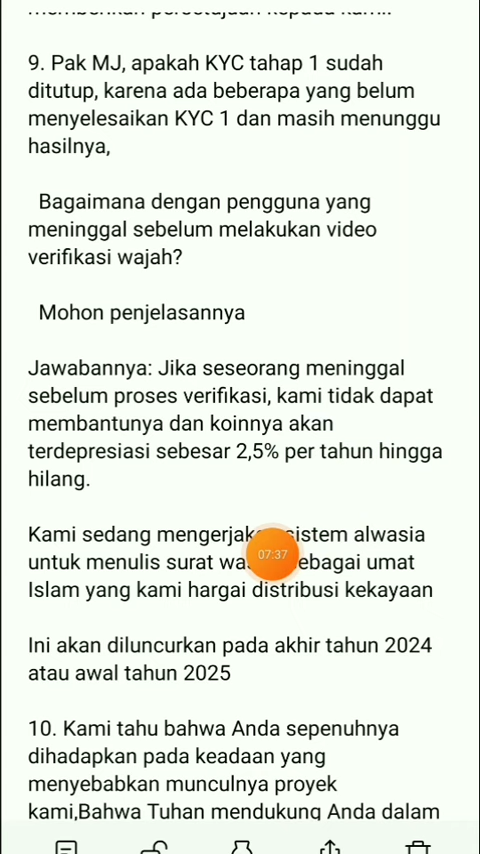 9. Pak MJ, apakah KYC tahap 1 sudah
ditutup, karena ada beberapa yang belum
menyelesaikan KYC 1 dan masih menunggu
hasilnya,
Bagaimana dengan pengguna yang
meninggal sebelum melakukan video
verifikasi wajah?
Mohon penjelasannya
Jawabannya: Jika seseorang meninggal
sebelum proses verifikasi, kami tidak dapat
membantunya dan koinnya akan
terdepresiasi sebesar 2,5% per tahun hingga
hilang.
Kami sedang alwasia
untuk menulis surat umat
07:37
Islam yang kami hargai distribusi kekayaan
Ini akan diluncurkan pada akhir tahun 2024
atau awal tahun 2025
10. Kami tahu bahwa Anda sepenuhnya
dihadapkan pada keadaan yang
menyebabkan munculnya proyek
kami,Bahwa Tuhan mendukung Anda dalam